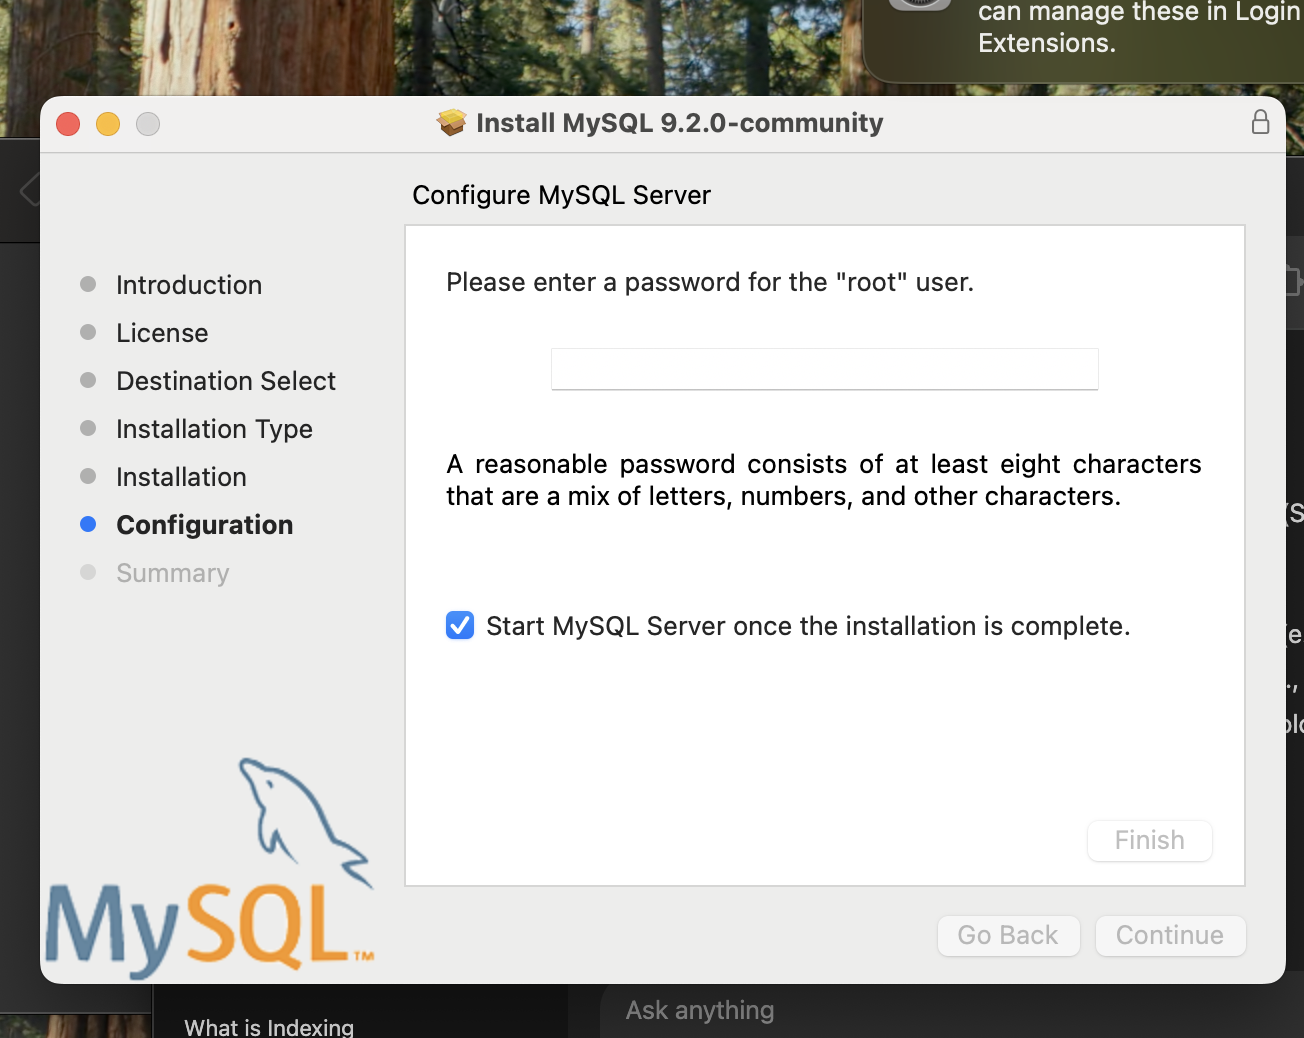 can manage these in Login
Extensions.
Install MySQL 9.2.0-community
Configure MySQL Server
Introduction
License
Destination Select
Installation Type
Installation
Configuration
Summary
Please enter a password for the "root" user.
A reasonable password consists of at least eight characters
that are a mix of letters, numbers, and other characters.
Start MySQL Server once the installation is complete.
Finish
MySQL™
Go Back
Continue
Ask anything
What is Indexing